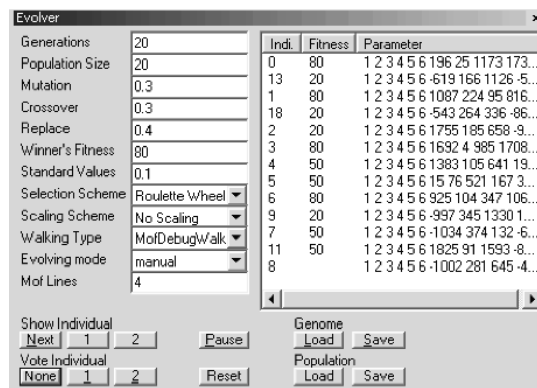 Evolver
Generations 20
Population Size 20
Mutation 0.3
Crossover 0.3
Replace 0.4
Winner's Fitness 80
Standard Values 0.1
Selection Scheme Roulette Wheel
Scaling Scheme No Scaling
Walking Type MofDebugWalk
Evolving mode manual
Mof Lines 4
Indi. Fitness Parameter
0 80 1 2 3 4 5 6 196 25 1173 173...
13 20 1 2 3 4 5 6 -619 166 1126 -5...
1 80 1 2 3 4 5 6 1087 224 95 816...
18 20 1 2 3 4 5 6 -543 264 336 -86...
2 20 1 2 3 4 5 6 1755 185 658 -9...
3 80 1 2 3 4 5 6 1692 4 985 1708...
4 50 1 2 3 4 5 6 1383 105 641 19...
5 50 1 2 3 4 5 6 15 76 521 167 3...
6 80 1 2 3 4 5 6 925 104 347 106...
9 20 1 2 3 4 5 6 -997 345 1330 1...
7 50 1 2 3 4 5 6 -1034 374 132 -6...
11 50 1 2 3 4 5 6 1825 91 1593 -8...
8 1 2 3 4 5 6 -1002 281 645 -4...
Show Individual
Next 1 2 Pause
Vote Individual
None 1 2 Reset
Genome
Load Save
Population
Load Save